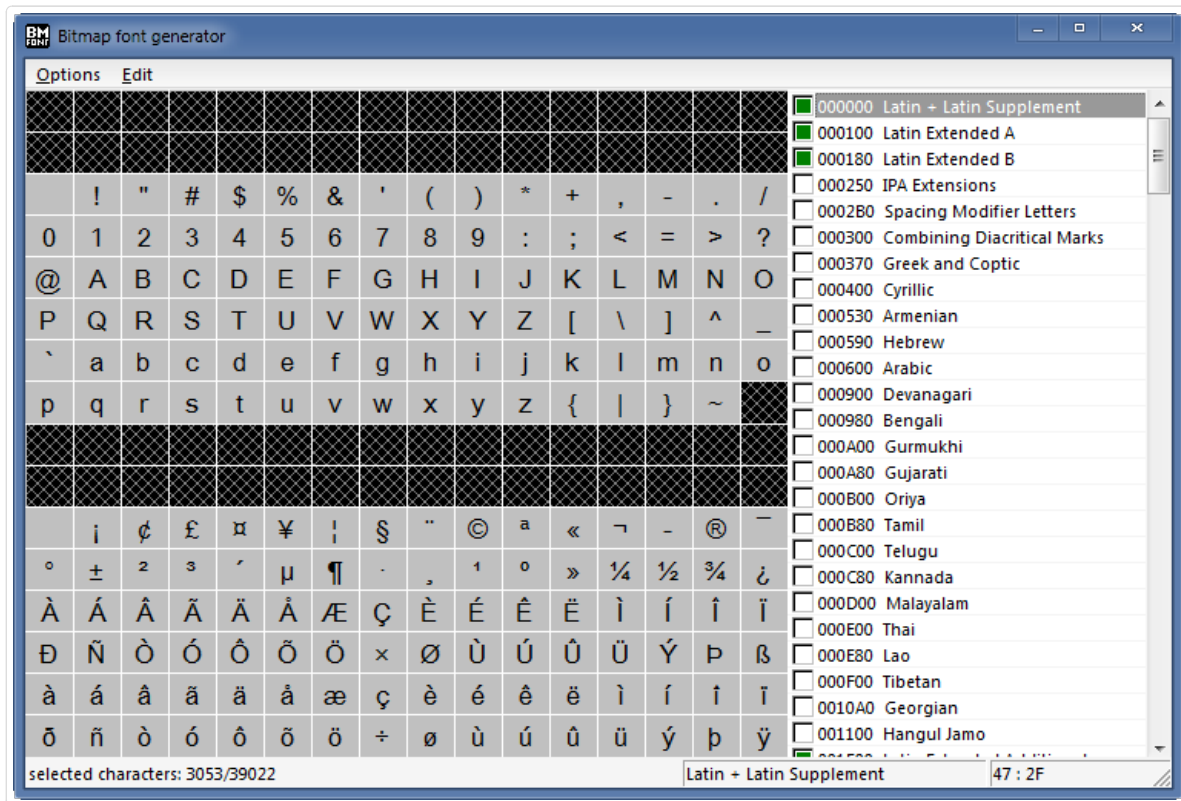 BM FONT Bitmap font generator
Options Edit
! " # $ % & ' ( ) * + , - . /
0 1 2 3 4 5 6 7 8 9 : ; < = > ?
@ A B C D E F G H I J K L M N O
P Q R S T U V W X Y Z [ \ ] ^ _
` a b c d e f g h i j k l m n o
p q r s t u v w x y z { | } ~
¡ ¢ £ ¤ ¥ ¦ § ¨ © ª « ¬ - ® ¯
° ± ² ³ ´ µ ¶ · ¸ ¹ º » ¼ ½ ¾ ¿
À Á Â Ã Ä Å Æ Ç È É Ê Ë Ì Í Î Ï
Ð Ñ Ò Ó Ô Õ Ö × Ø Ù Ú Û Ü Ý Þ ß
à á â ã ä å æ ç è é ê ë ì í î ï
ð ñ ò ó ô õ ö ÷ ø ù ú û ü ý þ ÿ
000000 Latin + Latin Supplement
000100 Latin Extended A
000180 Latin Extended B
000250 IPA Extensions
0002B0 Spacing Modifier Letters
000300 Combining Diacritical Marks
000370 Greek and Coptic
000400 Cyrillic
000530 Armenian
000590 Hebrew
000600 Arabic
000900 Devanagari
000980 Bengali
000A00 Gurmukhi
000A80 Gujarati
000B00 Oriya
000B80 Tamil
000C00 Telugu
000C80 Kannada
000D00 Malayalam
000E00 Thai
000E80 Lao
000F00 Tibetan
0010A0 Georgian
001100 Hangul Jamo
selected characters: 3053/39022
Latin + Latin Supplement
47 : 2F